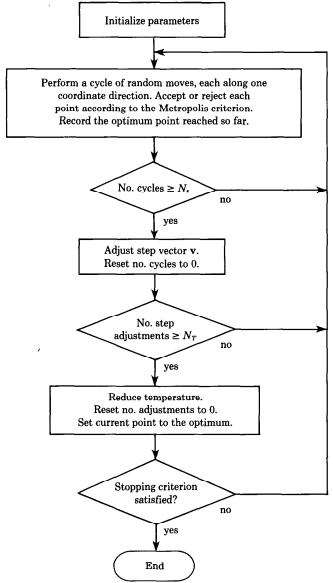 Initialize parameters
Perform a cycle of random moves, each along one
coordinate direction. Accept or reject each
point according to the Metropolis criterion.
Record the optimum point reached so far.
No. cycles ≥ Nₛ
no
yes
Adjust step vector v.
Reset no. cycles to 0.
No. step
adjustments ≥ N_T
no
yes
Reduce temperature.
Reset no. adjustments to 0.
Set current point to the optimum.
Stopping criterion
satisfied?
no
yes
End